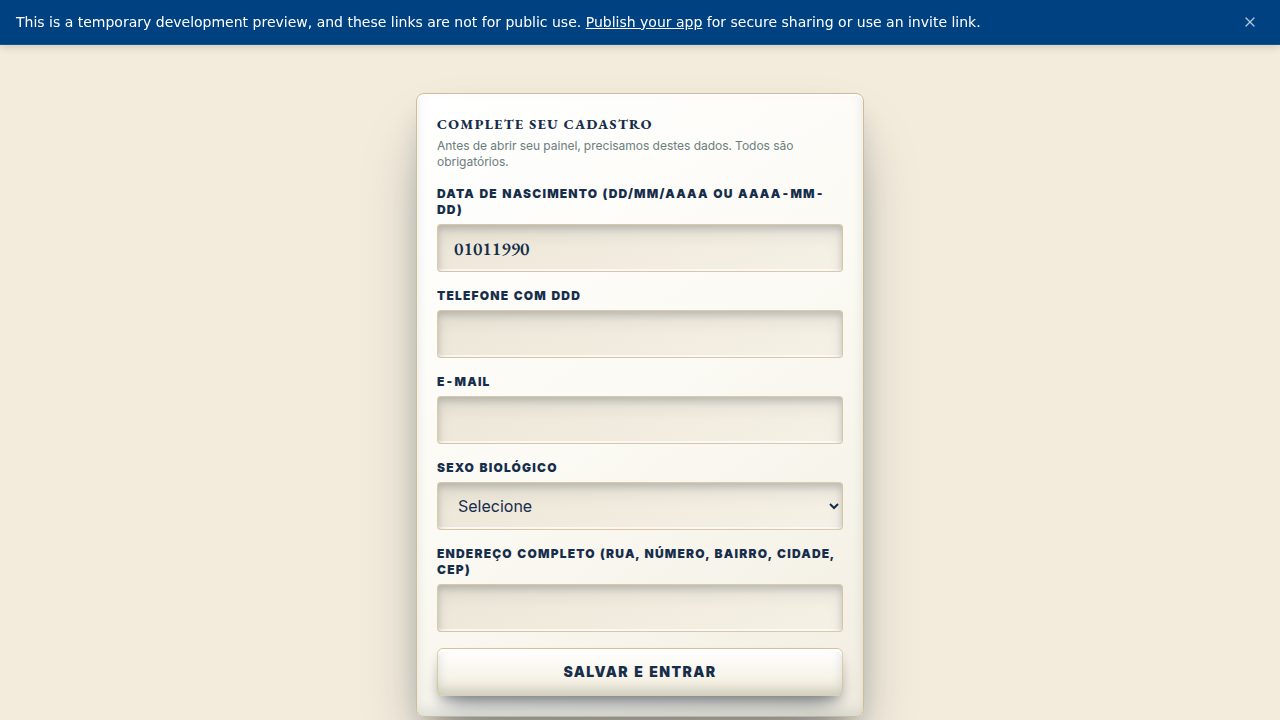 This is a temporary development preview, and these links are not for public use. Publish your app for secure sharing or use an invite link.
COMPLETE SEU CADASTRO
Antes de abrir seu painel, precisamos destes dados. Todos são
obrigatórios.
DATA DE NASCIMENTO (DD/MM/AAAA OU AAAA-MM-
DD)
01011990
TELEFONE COM DDD
E-MAIL
SEXO BIOLÓGICO
Selecione
ENDEREÇO COMPLETO (RUA, NÚMERO, BAIRRO, CIDADE,
CEP)
SALVAR E ENTRAR